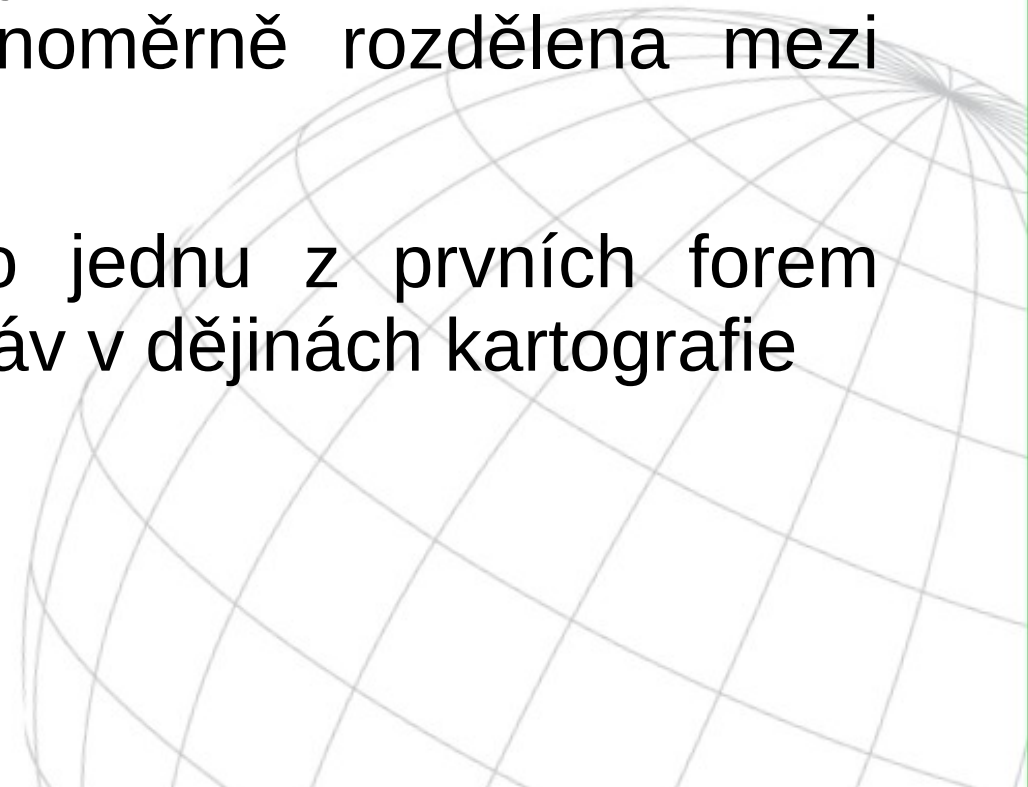 noměrně rozdělena mezi
jednu z prvních forem
áv v dějinách kartografie